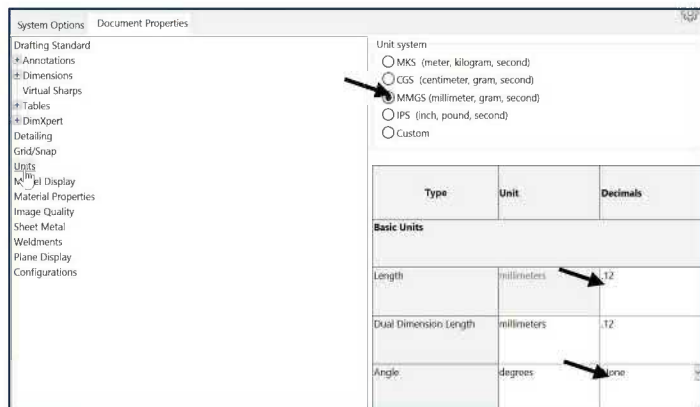 System Options Document Properties
Drafting Standard
Annotations
Dimensions
Virtual Sharps
Tables
DimXpert
Detailing
Grid/Snap
Units
Display
Material Properties
Image Quality
Sheet Metal
Weldments
Plane Display
Configurations
Unit system
MKS (meter, kilogram, second)
CGS (centimeter, gram, second)
MMGS (millimeter, gram, second)
IPS (inch, pound, second)
Custom
Type Unit Decimals
Basic Units
Length millimeters .12
Dual Dimension Length millimeters .12
Angle degrees None